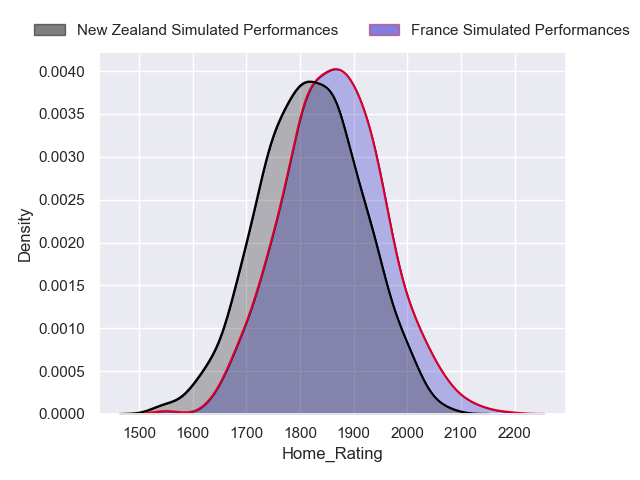 New Zealand Simulated Performances France Simulated Performances
0.0040
0.0035
0.0030
0.0025
0.0020
0.0015
0.0010
0.0005
0.0000
Density
1500 1600 1700 1800 1900 2000 2100 2200
Home_Rating